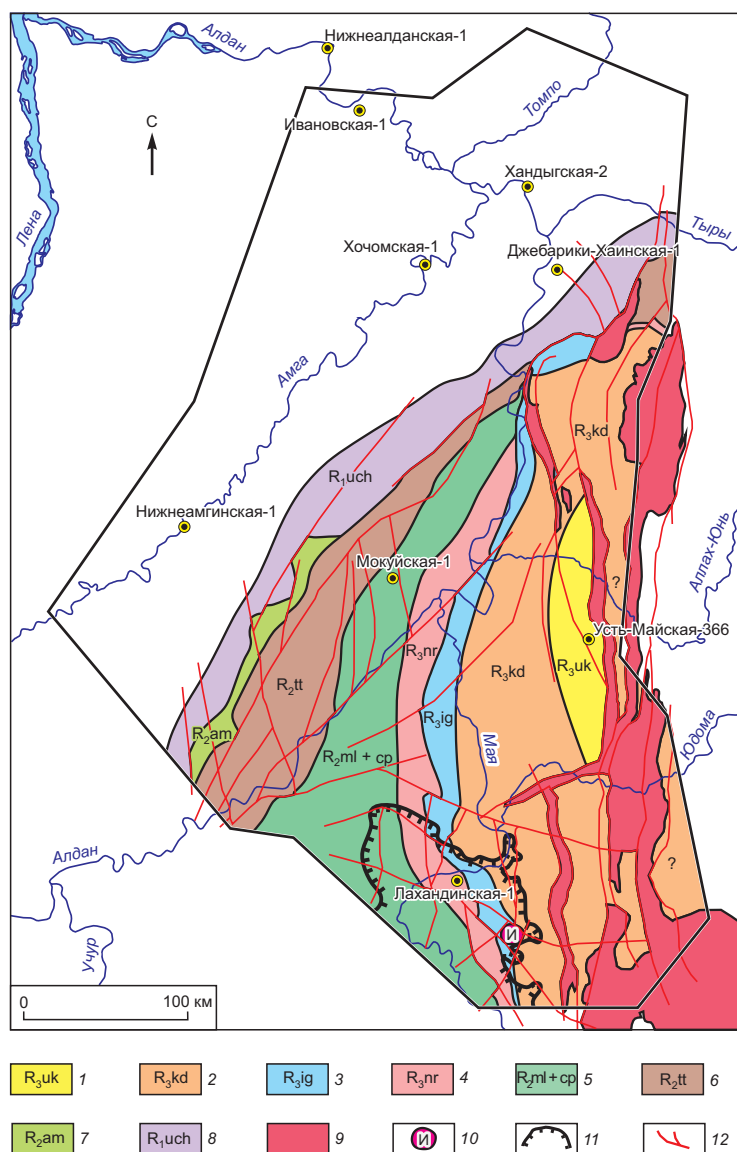 Алдан
Нижнеалданская-1
Томпо
Ивановская-1
С
Хандыгская-2
Лена
Тыры
Хочомская-1
Джебарики-Хаинская-1
Амга
R₃kd
R₁uch
Нижнеамгинская-1
Аллах-Юнь
Мокуйская-1
?
Усть-Майская-366
R₃nr
R₃uk
R₂tt
R₃kd
R₃ig
R₂am
Мая
Юдома
R₂ml + cp
Алдан
?
Лахандинская-1
И
Учур
0 100 км
R₃uk 1 R₃kd 2 R₃ig 3 R₃nr 4 R₂ml + cp 5 R₂tt 6
R₂am 7 R₁uch 8 9 И 10 11 12